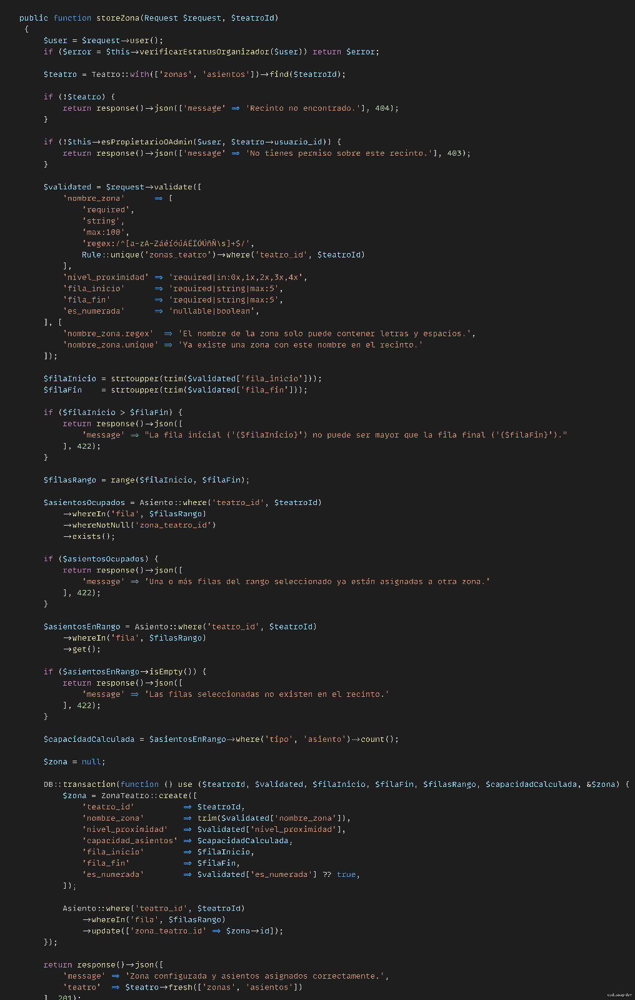 public function storeZona(Request $request, $teatroId)
{
$user = $request->user();
if ($error = $this->verificarEstatusOrganizador($user)) return $error;
$teatro = Teatro::with(['zonas', 'asientos'])->find($teatroId);
if (!$teatro) {
return response()->json(['message' => 'Recinto no encontrado.'], 404);
}
if (!$this->esPropietarioOAdmin($user, $teatro->usuario_id)) {
return response()->json(['message' => 'No tienes permiso sobre este recinto.'], 403);
}
$validated = $request->validate([
'nombre_zona' => [
'required',
'string',
'max:100',
'regex:/^[a-zA-ZáéíóúÁÉÍÓÚñÑ\s]+$/',
Rule::unique('zonas_teatro')->where('teatro_id', $teatroId)
],
'nivel_proximidad' => 'required|in:0x,1x,2x,3x,4x',
'fila_inicio' => 'required|string|max:5',
'fila_fin' => 'required|string|max:5',
'es_numerada' => 'nullable|boolean',
], [
'nombre_zona.regex' => 'El nombre de la zona solo puede contener letras y espacios.',
'nombre_zona.unique' => 'Ya existe una zona con este nombre en el recinto.'
]);
$filaInicio = strtoupper(trim($validated['fila_inicio']));
$filaFin = strtoupper(trim($validated['fila_fin']));
if ($filaInicio > $filaFin) {
return response()->json([
'message' => "La fila inicial ('{$filaInicio}') no puede ser mayor que la fila final ('{$filaFin}')."
], 422);
}
$filasRango = range($filaInicio, $filaFin);
$asientosOcupados = Asiento::where('teatro_id', $teatroId)
->whereIn('fila', $filasRango)
->whereNotNull('zona_teatro_id')
->exists();
if ($asientosOcupados) {
return response()->json([
'message' => 'Una o más filas del rango seleccionado ya están asignadas a otra zona.'
], 422);
}
$asientosEnRango = Asiento::where('teatro_id', $teatroId)
->whereIn('fila', $filasRango)
->get();
if ($asientosEnRango->isEmpty()) {
return response()->json([
'message' => 'Las filas seleccionadas no existen en el recinto.'
], 422);
}
$capacidadCalculada = $asientosEnRango->where('tipo', 'asiento')->count();
$zona = null;
DB::transaction(function () use ($teatroId, $validated, $filaInicio, $filaFin, $filasRango, $capacidadCalculada, &$zona) {
$zona = ZonaTeatro::create([
'teatro_id' => $teatroId,
'nombre_zona' => trim($validated['nombre_zona']),
'nivel_proximidad' => $validated['nivel_proximidad'],
'capacidad_asientos' => $capacidadCalculada,
'fila_inicio' => $filaInicio,
'fila_fin' => $filaFin,
'es_numerada' => $validated['es_numerada'] ?? true,
]);
Asiento::where('teatro_id', $teatroId)
->whereIn('fila', $filasRango)
->update(['zona_teatro_id' => $zona->id]);
});
return response()->json([
'message' => 'Zona configurada y asientos asignados correctamente.',
'teatro' => $teatro->fresh(['zonas', 'asientos'])
], 201);
codesnap.dev